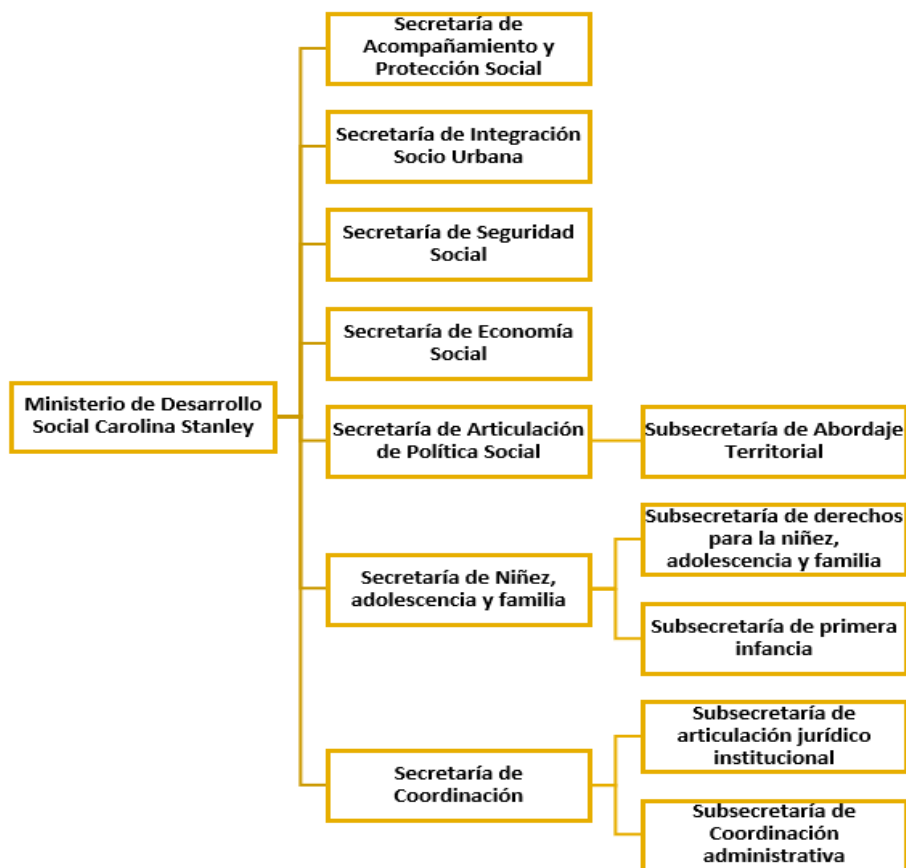 Secretaría de
Acompañamiento y
Protección Social
Secretaría de Integración
Socio Urbana
Secretaría de Seguridad
Social
Secretaría de Economía
Social
Ministerio de Desarrollo
Social Carolina Stanley
Secretaría de Articulación
de Política Social
Subsecretaría de Abordaje
Territorial
Secretaría de Niñez,
adolescencia y familia
Subsecretaría de derechos
para la niñez,
adolescencia y familia
Subsecretaría de primera
infancia
Secretaría de
Coordinación
Subsecretaría de
articulación jurídico
institucional
Subsecretaría de
Coordinación
administrativa